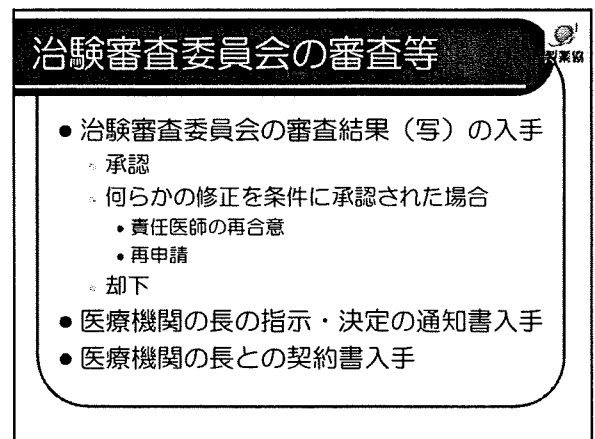 治験審査委員会の審査等
製薬協
● 治験審査委員会の審査結果（写）の入手
承認
何らかの修正を条件に承認された場合
• 責任医師の再合意
• 再申請
却下
● 医療機関の長の指示・決定の通知書入手
● 医療機関の長との契約書入手